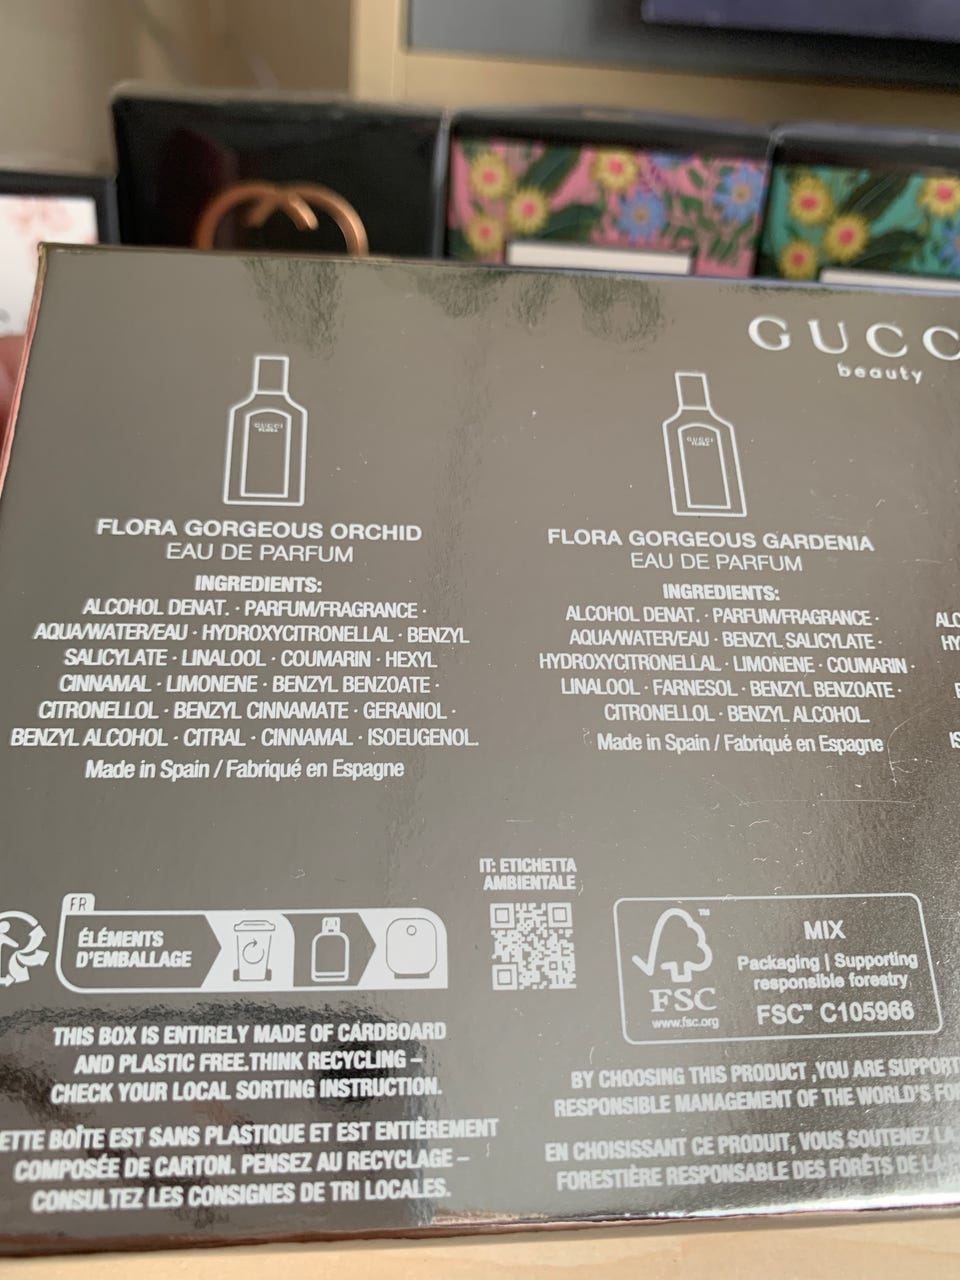 GUCC
beauty
GUCCI
FLORA
FLORA GORGEOUS ORCHID
EAU DE PARFUM
INGREDIENTS:
ALCOHOL DENAT. · PARFUM/FRAGRANCE ·
AQUA/WATER/EAU · HYDROXYCITRONELLAL · BENZYL
SALICYLATE · LINALOOL · COUMARIN · HEXYL
CINNAMAL · LIMONENE · BENZYL BENZOATE ·
CITRONELLOL · BENZYL CINNAMATE · GERANIOL ·
BENZYL ALCOHOL · CITRAL · CINNAMAL · ISOEUGENOL.
Made in Spain / Fabriqué en Espagne
GUCCI
FLORA
FLORA GORGEOUS GARDENIA
EAU DE PARFUM
INGREDIENTS:
ALCOHOL DENAT. · PARFUM/FRAGRANCE ·
AQUA/WATER/EAU · BENZYL SALICYLATE ·
HYDROXYCITRONELLAL · LIMONENE · COUMARIN ·
LINALOOL · FARNESOL · BENZYL BENZOATE ·
CITRONELLOL · BENZYL ALCOHOL.
Made in Spain / Fabriqué en Espagne
ALC
HY
IS
FR
ÉLÉMENTS
D'EMBALLAGE
IT: ETICHETTA
AMBIENTALE
FSC
www.fsc.org
MIX
Packaging | Supporting
responsible forestry
FSC™ C105966
THIS BOX IS ENTIRELY MADE OF CARDBOARD
AND PLASTIC FREE.THINK RECYCLING –
CHECK YOUR LOCAL SORTING INSTRUCTION.
ETTE BOÎTE EST SANS PLASTIQUE ET EST ENTIÈREMENT
COMPOSÉE DE CARTON. PENSEZ AU RECYCLAGE –
CONSULTEZ LES CONSIGNES DE TRI LOCALES.
BY CHOOSING THIS PRODUCT ,YOU ARE SUPPORT
RESPONSIBLE MANAGEMENT OF THE WORLD'S FO
EN CHOISISSANT CE PRODUIT, VOUS SOUTENEZ LA
FORESTIÈRE RESPONSABLE DES FORÊTS DE LA